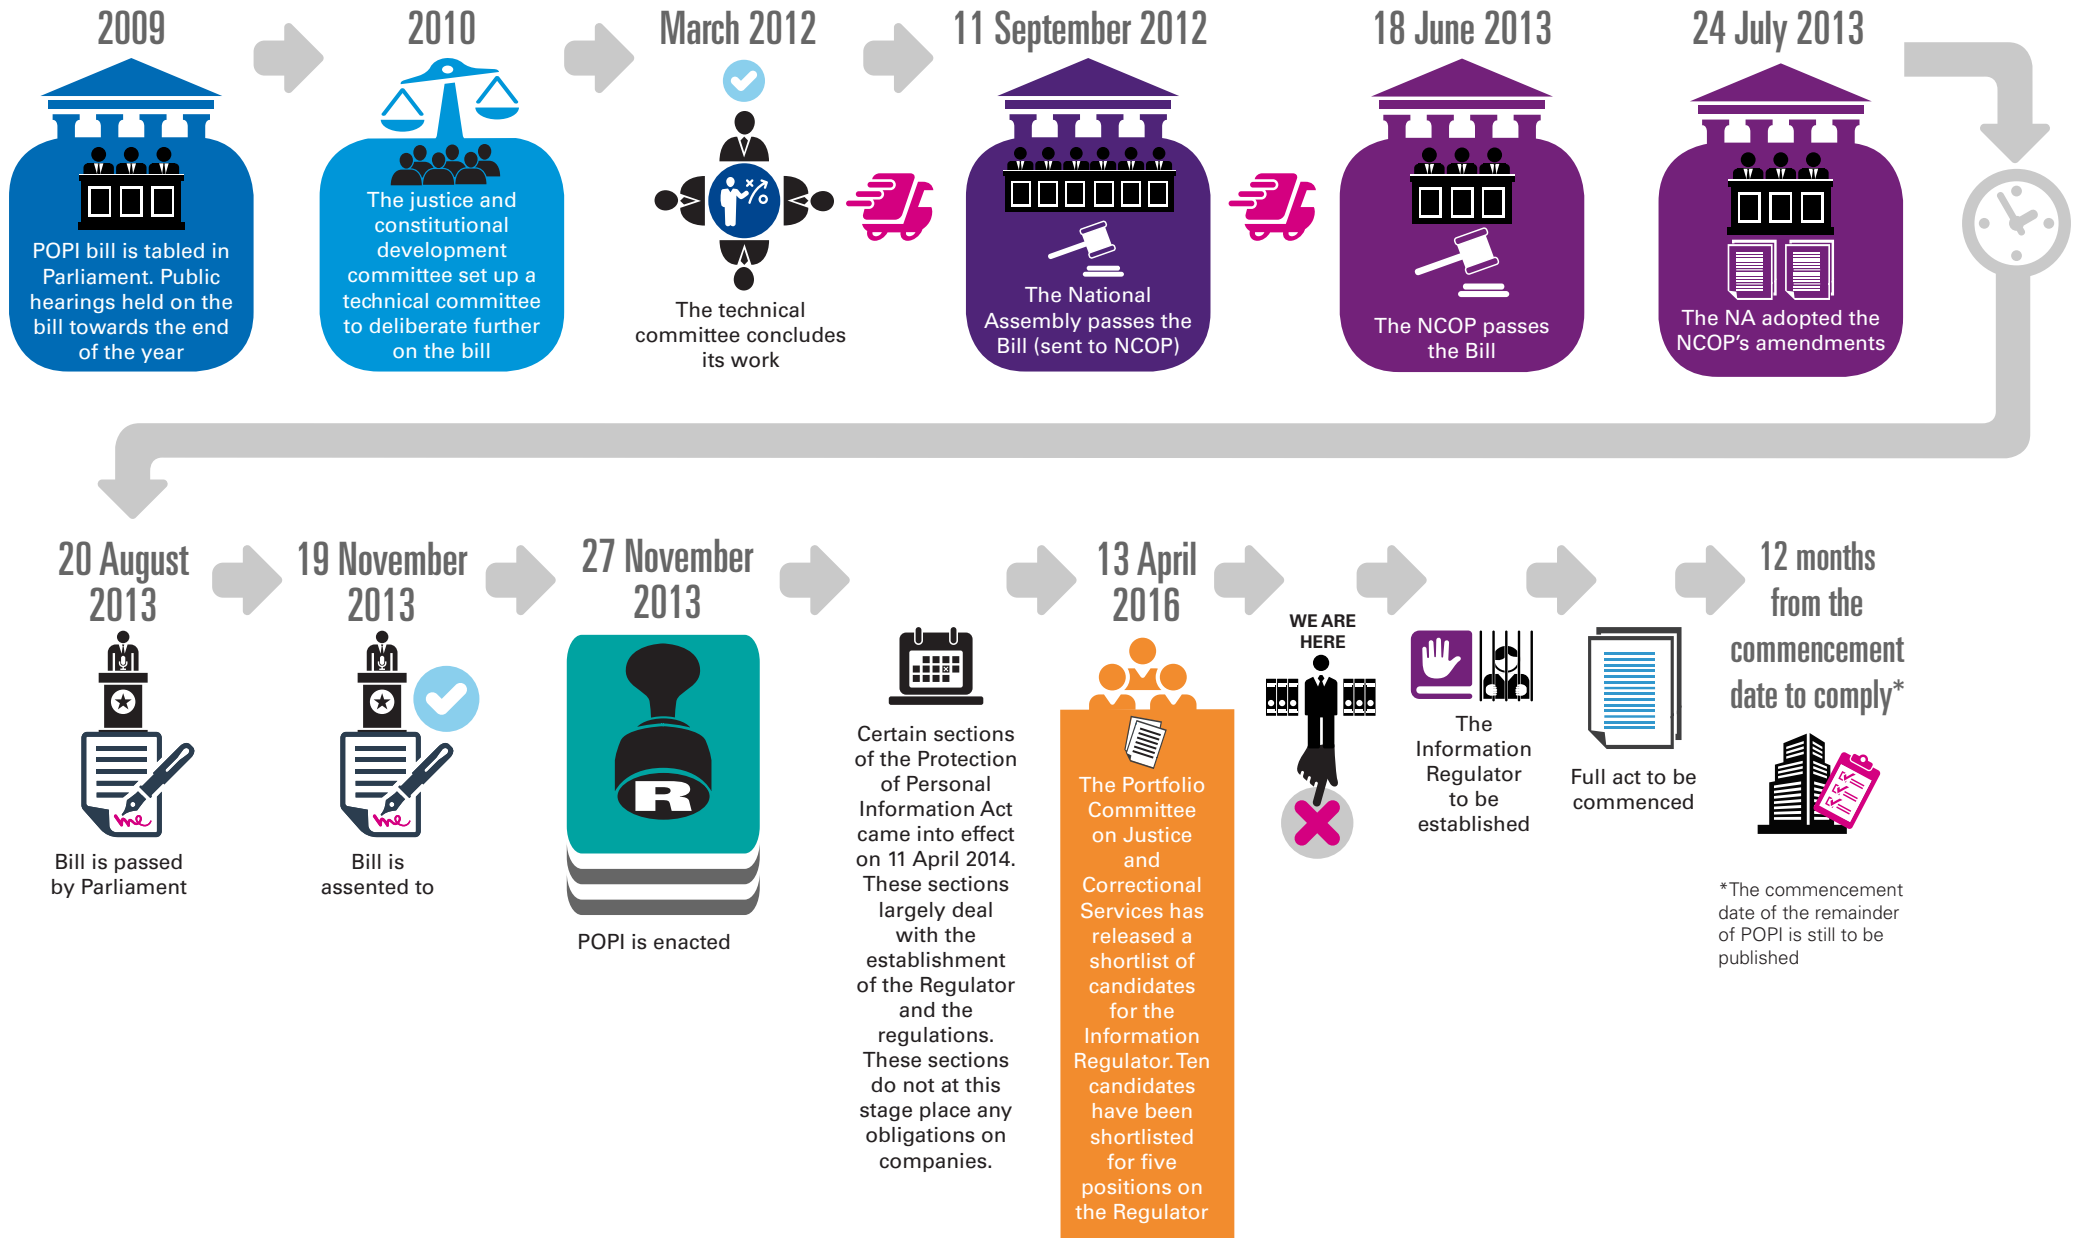 2009
POPI bill is tabled in
Parliament. Public
hearings held on the
bill towards the end
of the year
2010
The justice and
constitutional
development
committee set up a
technical committee
to deliberate further
on the bill
March 2012
The technical
committee concludes
its work
11 September 2012
The National
Assembly passes the
Bill (sent to NCOP)
18 June 2013
The NCOP passes
the Bill
24 July 2013
The NA adopted the
NCOP's amendments
20 August
2013
me
Bill is passed
by Parliament
19 November
2013
me
Bill is
assented to
27 November
2013
R
POPI is enacted
Certain sections
of the Protection
of Personal
Information Act
came into effect
on 11 April 2014.
These sections
largely deal
with the
establishment
of the Regulator
and the
regulations.
These sections
do not at this
stage place any
obligations on
companies.
13 April
2016
The Portfolio
Committee
on Justice
and
Correctional
Services has
released a
shortlist of
candidates
for the
Information
Regulator. Ten
candidates
have been
shortlisted
for five
positions on
the Regulator
WE ARE
HERE
The
Information
Regulator
to be
established
Full act to be
commenced
12 months
from the
commencement
date to comply*
*The commencement
date of the remainder
of POPI is still to be
published